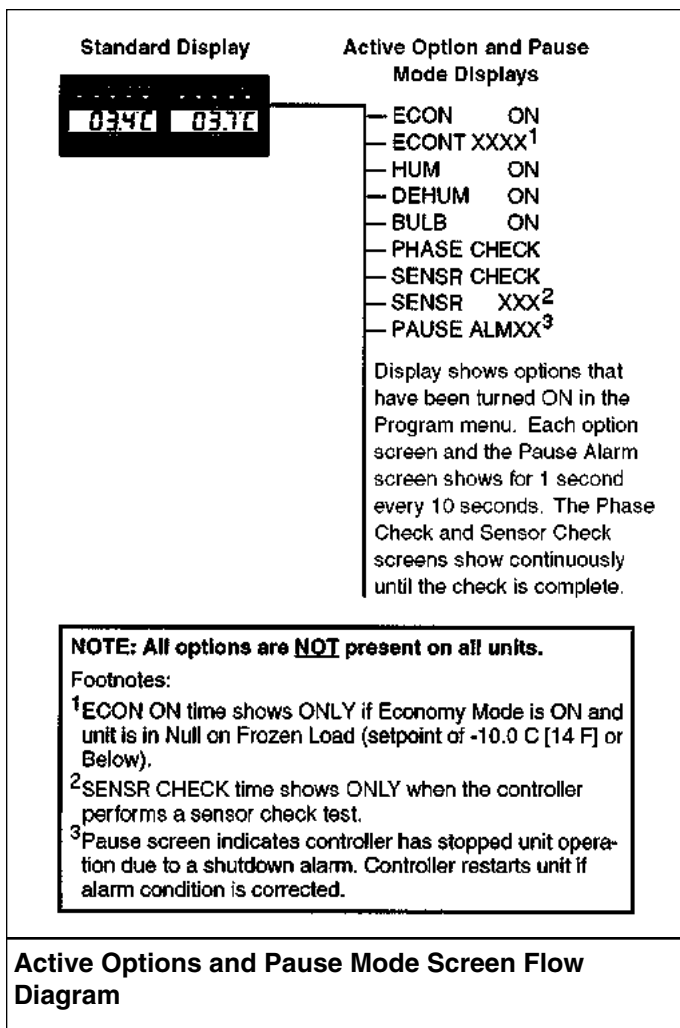 Standard Display
Active Option and Pause
Mode Displays
03.4C 03.7C
ECON ON
ECONT XXXX1
HUM ON
DEHUM ON
BULB ON
PHASE CHECK
SENSR CHECK
SENSR XXX2
PAUSE ALMXX3
Display shows options that
have been turned ON in the
Program menu. Each option
screen and the Pause Alarm
screen shows for 1 second
every 10 seconds. The Phase
Check and Sensor Check
screens show continuously
until the check is complete.
NOTE: All options are NOT present on all units.
Footnotes:
1ECON ON time shows ONLY if Economy Mode is ON and
unit is in Null on Frozen Load (setpoint of -10.0 C [14 F] or
Below).
2SENSR CHECK time shows ONLY when the controller
performs a sensor check test.
3Pause screen indicates controller has stopped unit opera-
tion due to a shutdown alarm. Controller restarts unit if
alarm condition is corrected.
Active Options and Pause Mode Screen Flow
Diagram